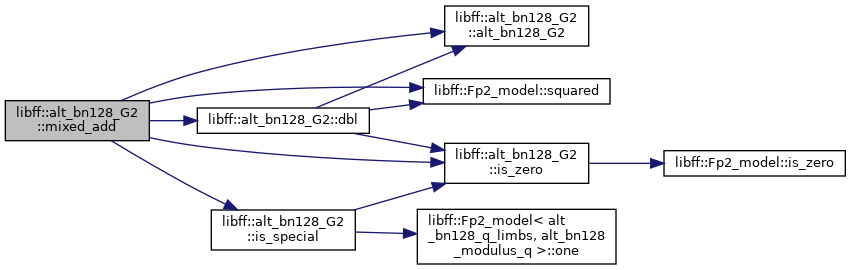 libff::alt_bn128_G2
::mixed_add
libff::alt_bn128_G2
::alt_bn128_G2
libff::Fp2_model::squared
libff::alt_bn128_G2::dbl
libff::alt_bn128_G2
::is_zero
libff::Fp2_model::is_zero
libff::alt_bn128_G2
::is_special
libff::Fp2_model< alt
_bn128_q_limbs, alt_bn128
_modulus_q >::one